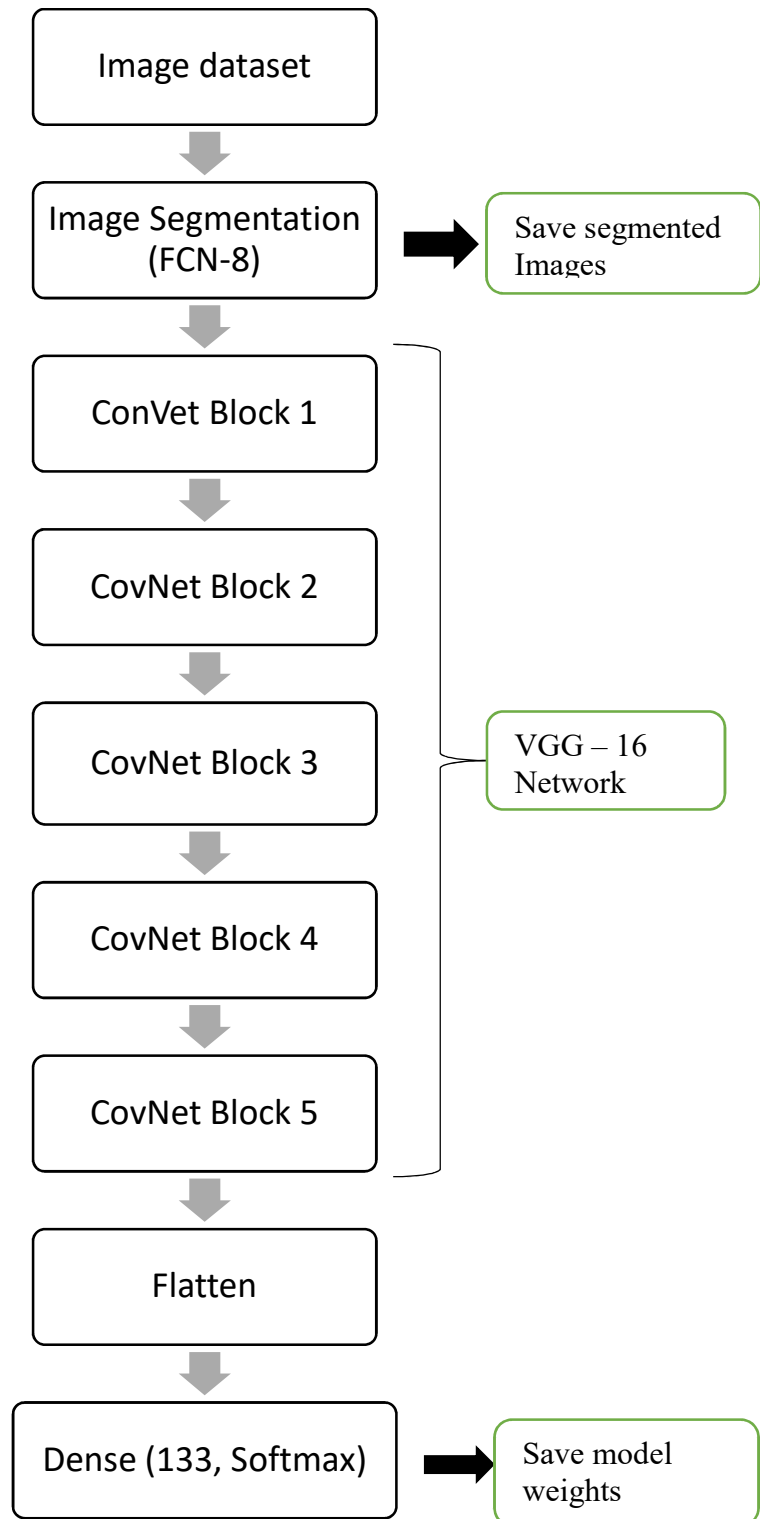 Image dataset
Image Segmentation
(FCN-8)
Save segmented
Images
ConVet Block 1
CovNet Block 2
CovNet Block 3
VGG – 16
Network
CovNet Block 4
CovNet Block 5
Flatten
Dense (133, Softmax)
Save model
weights